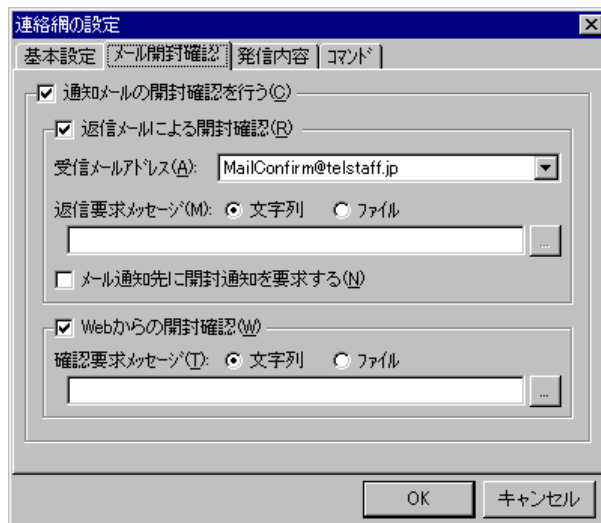 連絡網の設定
基本設定 メール開封確認 発信内容 コマンド
通知メールの開封確認を行う(C)
返信メールによる開封確認(R)
受信メールアドレス(A): MailConfirm@telstaff.jp
返信要求メッセージ(M): 文字列 ファイル
...
メール通知先に開封通知を要求する(N)
Webからの開封確認(W)
確認要求メッセージ(T): 文字列 ファイル
...
OK キャンセル